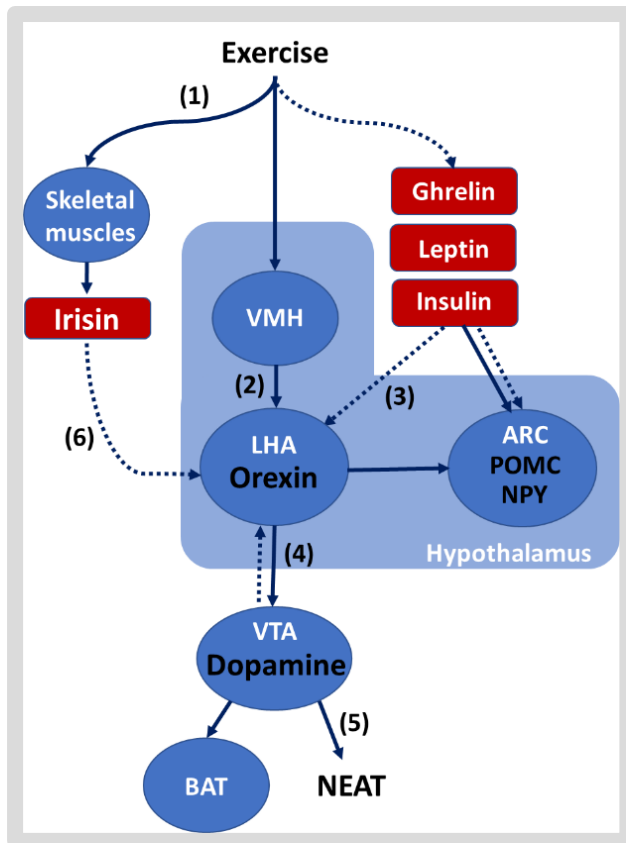 Exercise
(1)
Skeletal
muscles
Ghrelin
Leptin
Insulin
Irisin
VMH
(2)
(3)
(6)
LHA
Orexin
ARC
POMC
NPY
(4)
Hypothalamus
VTA
Dopamine
(5)
BAT
NEAT